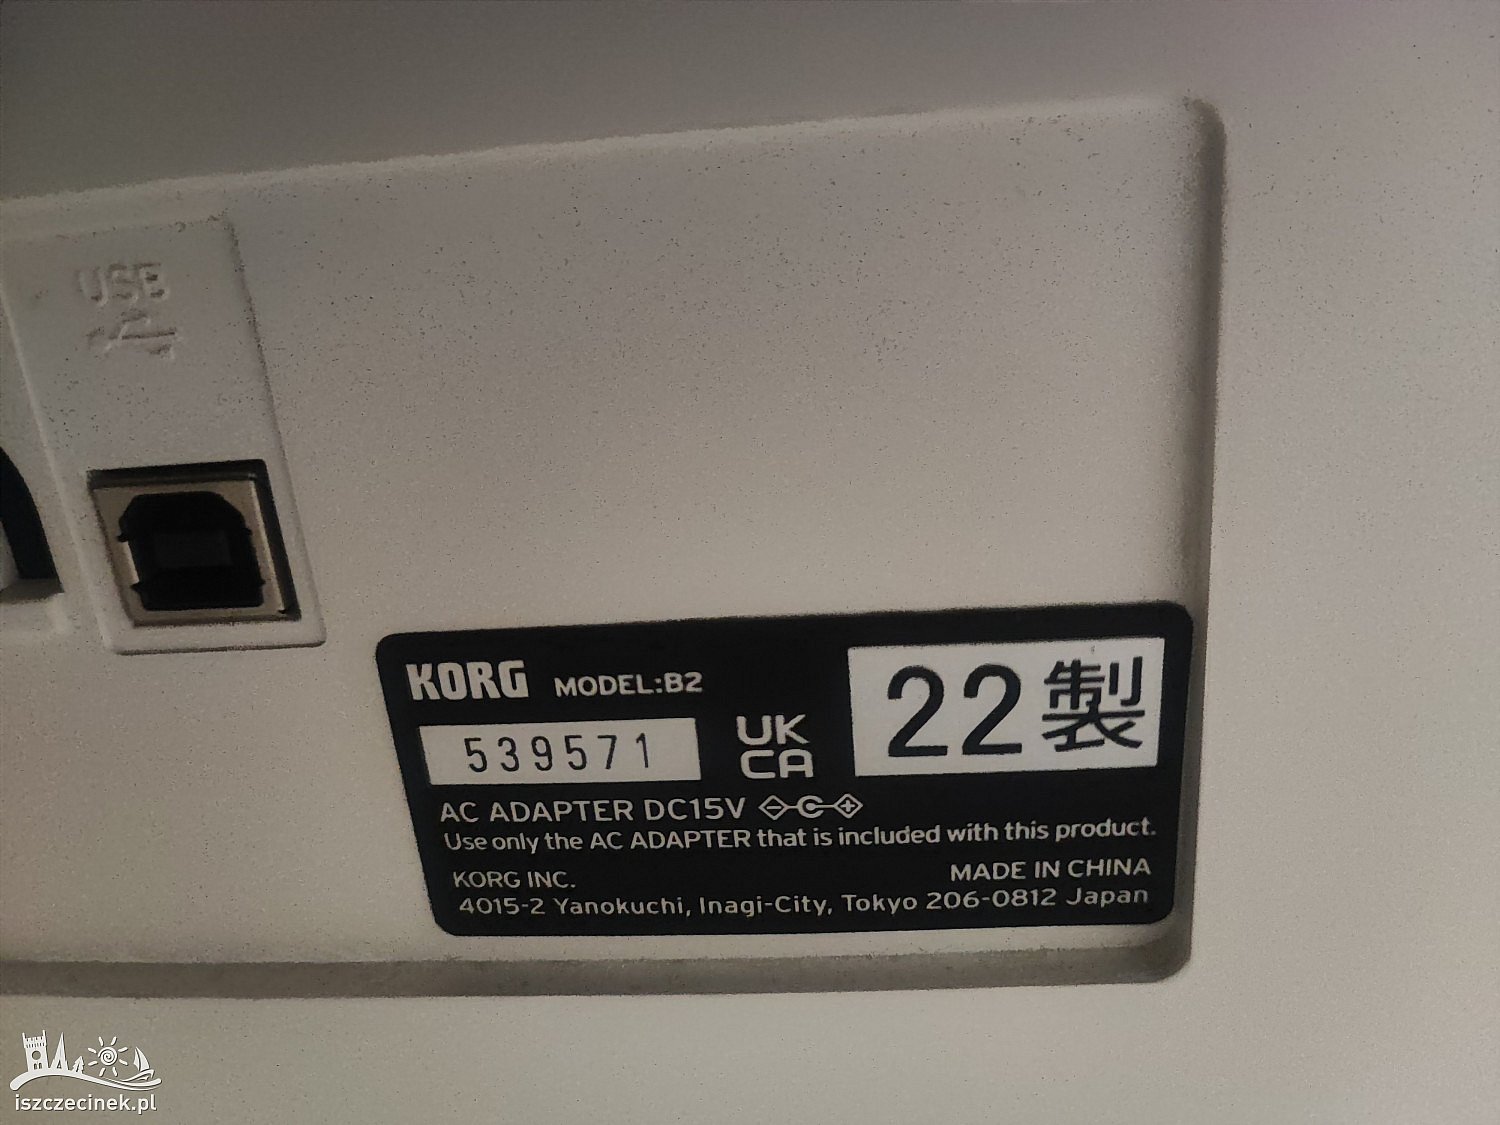 USB
KORG MODEL:B2
22製
539571
UK
CA
AC ADAPTER DC15V
Use only the AC ADAPTER that is included with this product.
KORG INC.
MADE IN CHINA
4015-2 Yanokuchi, Inagi-City, Tokyo 206-0812 Japan
iszczecinek.pl